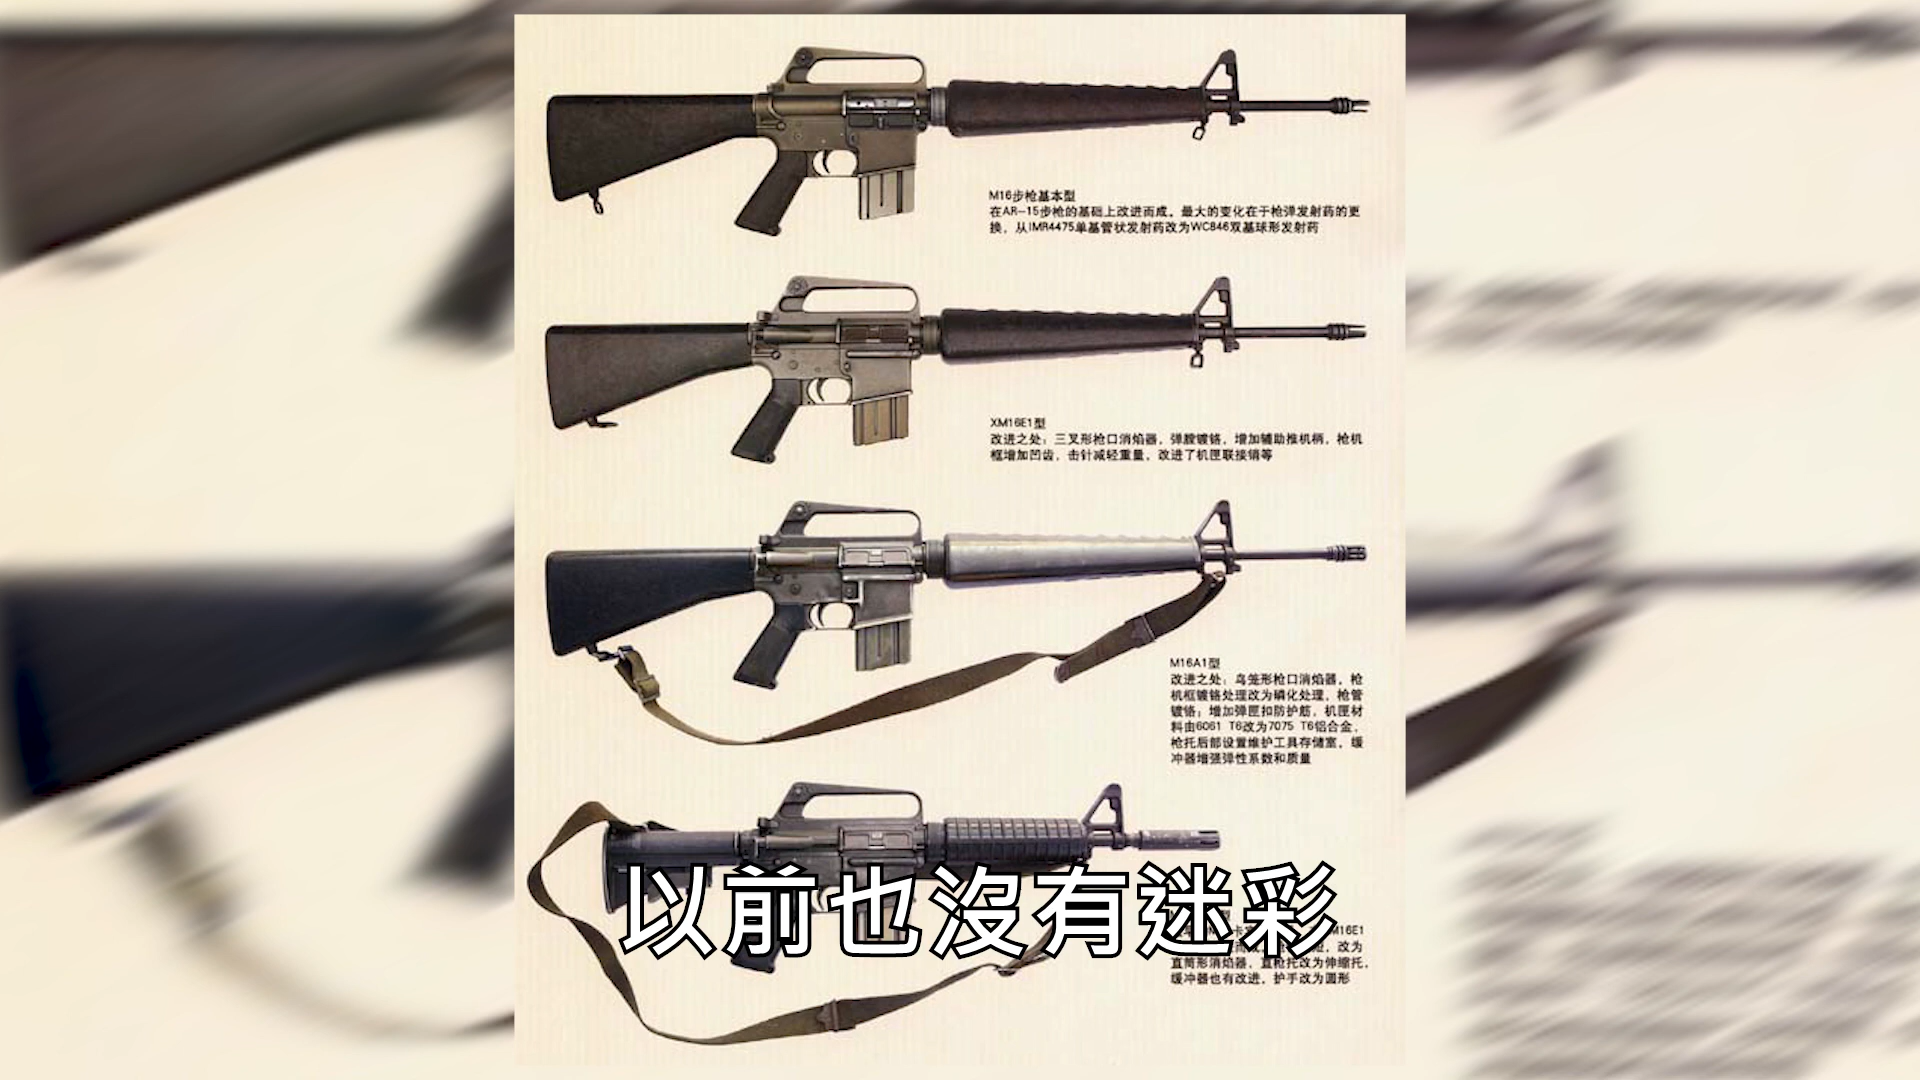 M16步枪基本型
在AR-15步枪的基础上改进而成，最大的变化在于枪弹发射药的更
换，从IMR4475单基管状发射药改为WC846双基球形发射药
XM16E1型
改进之处：三叉形枪口消焰器，弹膛镀铬，增加辅助推机柄，枪机
框增加凹齿，击针减轻重量，改进了机匣联接销等
M16A1型
改进之处：鸟笼形枪口消焰器，枪
机框镀铬处理改为磷化处理，枪管
镀铬；增加弹匣扣防护筋，机匣材
料由6061 T6改为7075 T6铝合金，
枪托后部设置维护工具存储室，缓
冲器增强弹性系数和质量
以前也沒有迷彩
型
M16E1
改为
直筒形消焰器，直枪托改为伸缩托，
缓冲器也有改进，护手改为圆形